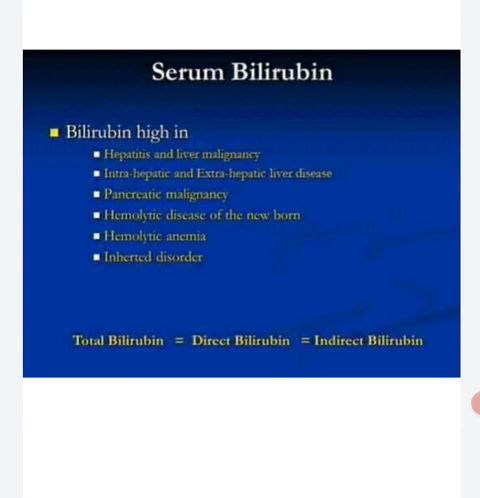 Serum Bilirubin
Bilirubin high in
Hepatitis and liver malignancy
Intra-hepatic and Extra-hepatic liver disease
Pancreatic malignancy
Hemolytic disease of the new born
Hemolytic anemia
Inherted disorder
Total Bilirubin = Direct Bilirubin = Indirect Bilirubin